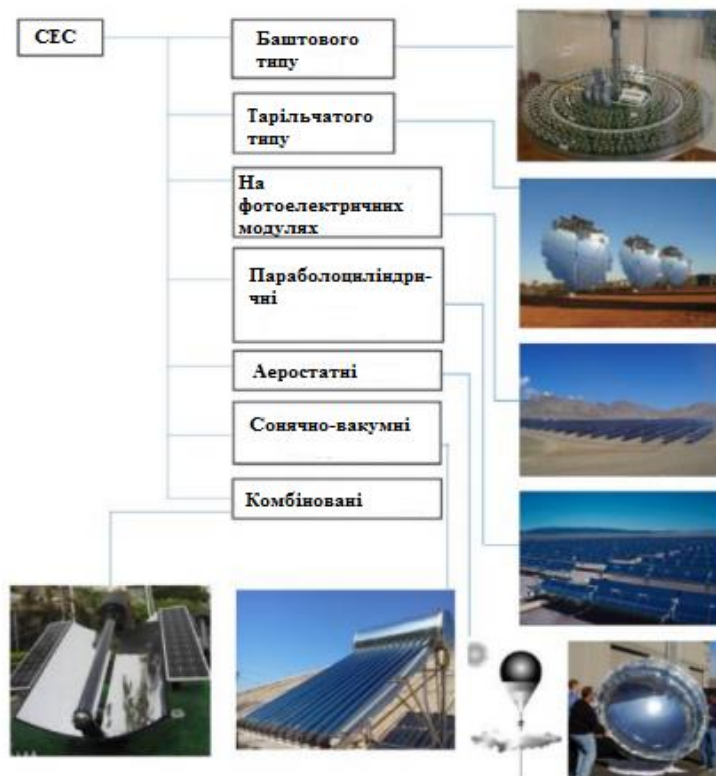 СЕС
Баштового
типу
Тарільчатого
типу
На
фотоелектричних
модулях
Параболоциліндри-
чні
Аеростатні
Сонячно-вакумні
Комбіновані